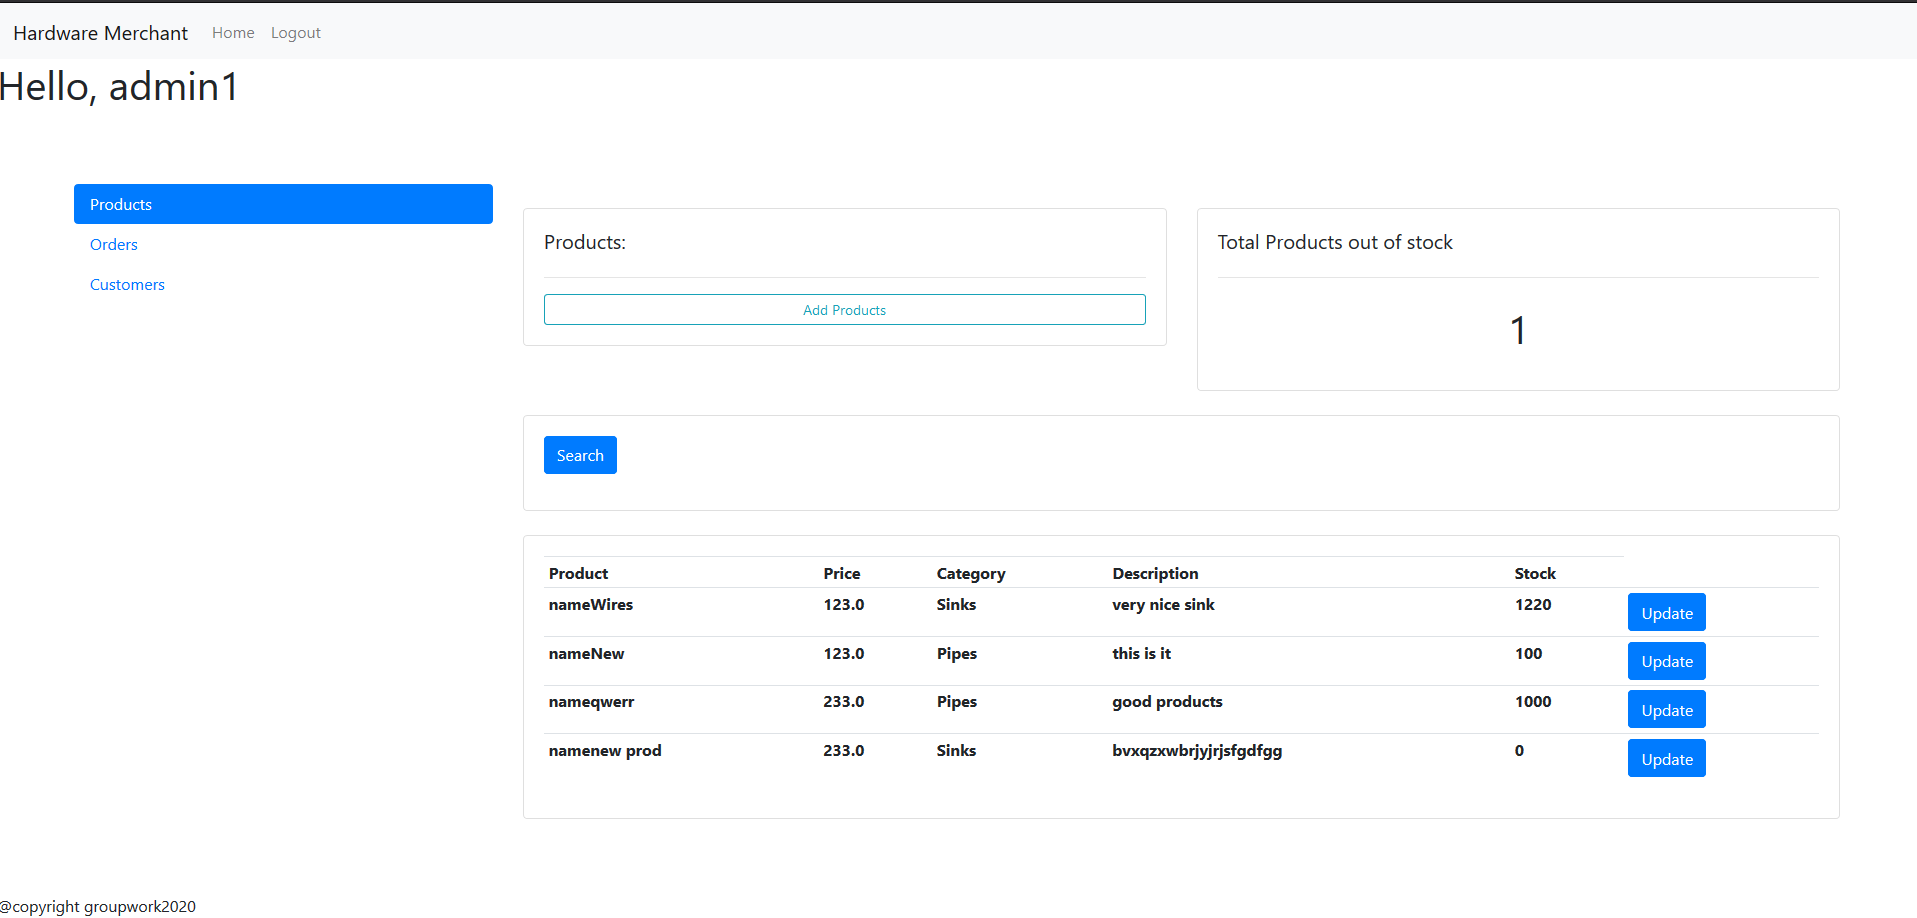 Hardware Merchant Home Logout
Hello, admin1
Products
Orders
Customers
Products:
Add Products
Total Products out of stock
1
Search
Product Price Category Description Stock
nameWires 123.0 Sinks very nice sink 1220 Update
nameNew 123.0 Pipes this is it 100 Update
nameqwerr 233.0 Pipes good products 1000 Update
namenew prod 233.0 Sinks bvxqzxwbrjyjrjsfgdfgg 0 Update
@copyright groupwork2020